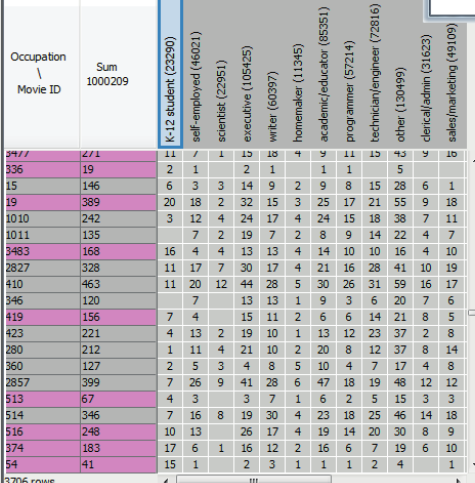 Occupation
\
Movie ID
Sum
1000209
K-12 student (23290)
self-employed (46021)
scientist (22951)
executive (105425)
writer (60397)
homemaker (11345)
academic/educator (85351)
programmer (57214)
technician/engineer (72816)
other (130499)
clerical/admin (31623)
sales/marketing (49109)
3477 271 11 7 1 15 18 4 9 11 15 43 9 16
336 19 2 1 2 1 1 1 5
15 146 6 3 3 14 9 2 9 8 15 28 6 1
19 389 20 18 2 32 15 3 25 17 21 55 9 18
1010 242 3 12 4 24 17 4 24 15 18 38 7 11
1011 135 7 2 19 7 2 8 9 14 22 4 7
3483 168 16 4 4 13 13 4 14 10 10 16 4 10
2827 328 11 17 7 30 17 4 21 16 28 41 10 19
410 463 11 20 12 44 28 5 30 26 31 59 16 17
346 120 7 13 13 1 9 3 6 20 7 6
419 156 7 4 15 11 2 6 6 14 21 8 5
423 221 4 13 2 19 10 1 13 12 23 37 2 8
280 212 1 11 4 21 10 2 20 8 12 37 8 14
360 127 2 5 3 4 8 5 10 4 7 17 4 8
2857 399 7 26 9 41 28 6 47 18 19 48 12 12
513 67 4 3 3 7 1 6 2 5 15 3 3
514 346 7 16 8 19 30 4 23 18 25 46 14 18
516 248 10 13 26 17 4 19 14 20 30 8 9
374 183 17 6 1 16 12 2 16 6 7 19 6 10
54 41 15 1 2 3 1 1 1 2 4 1
3706 rows